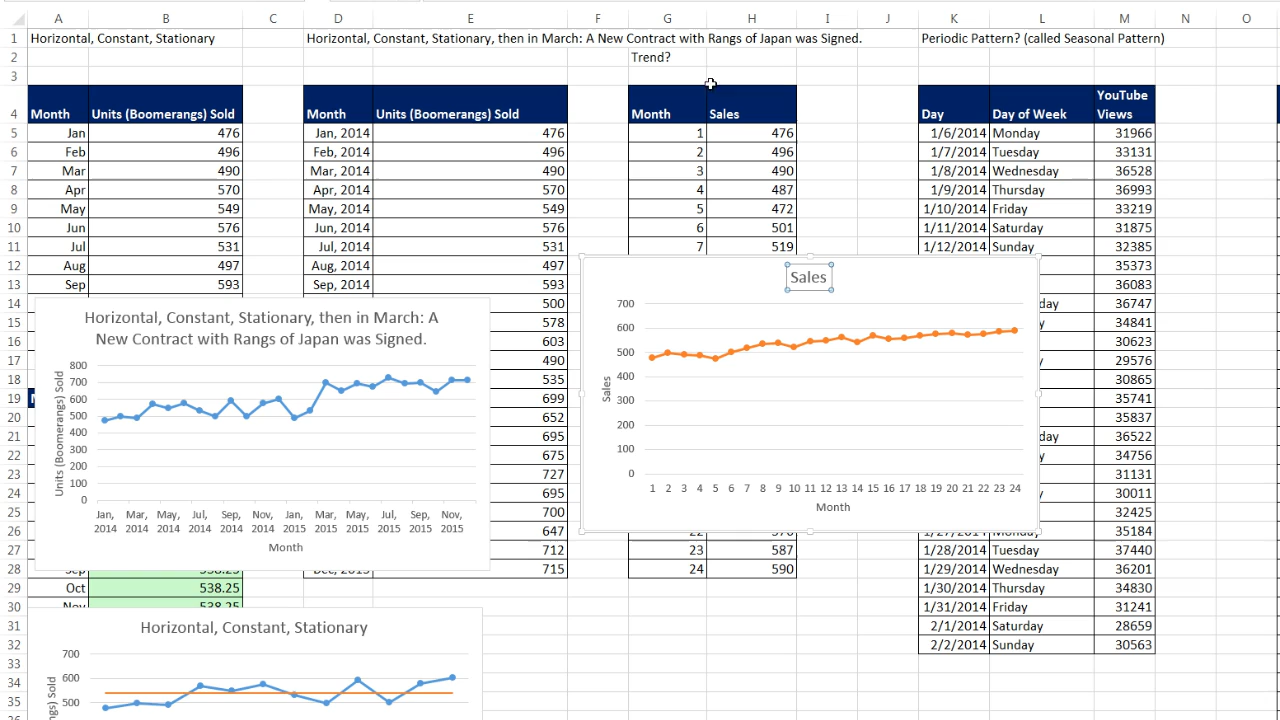 A B C D E F G H I J K L M N O
1 Horizontal, Constant, Stationary Horizontal, Constant, Stationary, then in March: A New Contract with Rangs of Japan was Signed. Periodic Pattern? (called Seasonal Pattern)
2 Trend?
3
YouTube
4 Month Units (Boomerangs) Sold Month Units (Boomerangs) Sold Month Sales Day Day of Week Views
5 Jan 476 Jan, 2014 476 1 476 1/6/2014 Monday 31966
6 Feb 496 Feb, 2014 496 2 496 1/7/2014 Tuesday 33131
7 Mar 490 Mar, 2014 490 3 490 1/8/2014 Wednesday 36528
8 Apr 570 Apr, 2014 570 4 487 1/9/2014 Thursday 36993
9 May 549 May, 2014 549 5 472 1/10/2014 Friday 33219
10 Jun 576 Jun, 2014 576 6 501 1/11/2014 Saturday 31875
11 Jul 531 Jul, 2014 531 7 519 1/12/2014 Sunday 32385
12 Aug 497 Aug, 2014 497 35373
13 Sep 593 Sep, 2014 593 36083
14 500 36747
15 578 34841
16 603 30623
17 490 29576
18 535 30865
19 699 35741
20 652 35837
21 695 36522
22 675 34756
23 727 31131
24 695 30011
25 700 32425
26 647 35184
27 712 23 587 1/28/2014 Tuesday 37440
28 715 24 590 1/29/2014 Wednesday 36201
29 Oct 538.25 1/30/2014 Thursday 34830
30 1/31/2014 Friday 31241
31 2/1/2014 Saturday 28659
32 2/2/2014 Sunday 30563
33
34
35
Horizontal, Constant, Stationary, then in March: A
New Contract with Rangs of Japan was Signed.
800
700
600
500
400
300
200
100
0
Units (Boomerangs) Sold
Jan, Mar, May, Jul, Sep, Nov, Jan, Mar, May, Jul, Sep, Nov,
2014 2014 2014 2014 2014 2014 2015 2015 2015 2015 2015 2015
Month
Sales
700
600
500
400
300
200
100
0
Sales
1 2 3 4 5 6 7 8 9 10 11 12 13 14 15 16 17 18 19 20 21 22 23 24
Month
Horizontal, Constant, Stationary
700
600
500